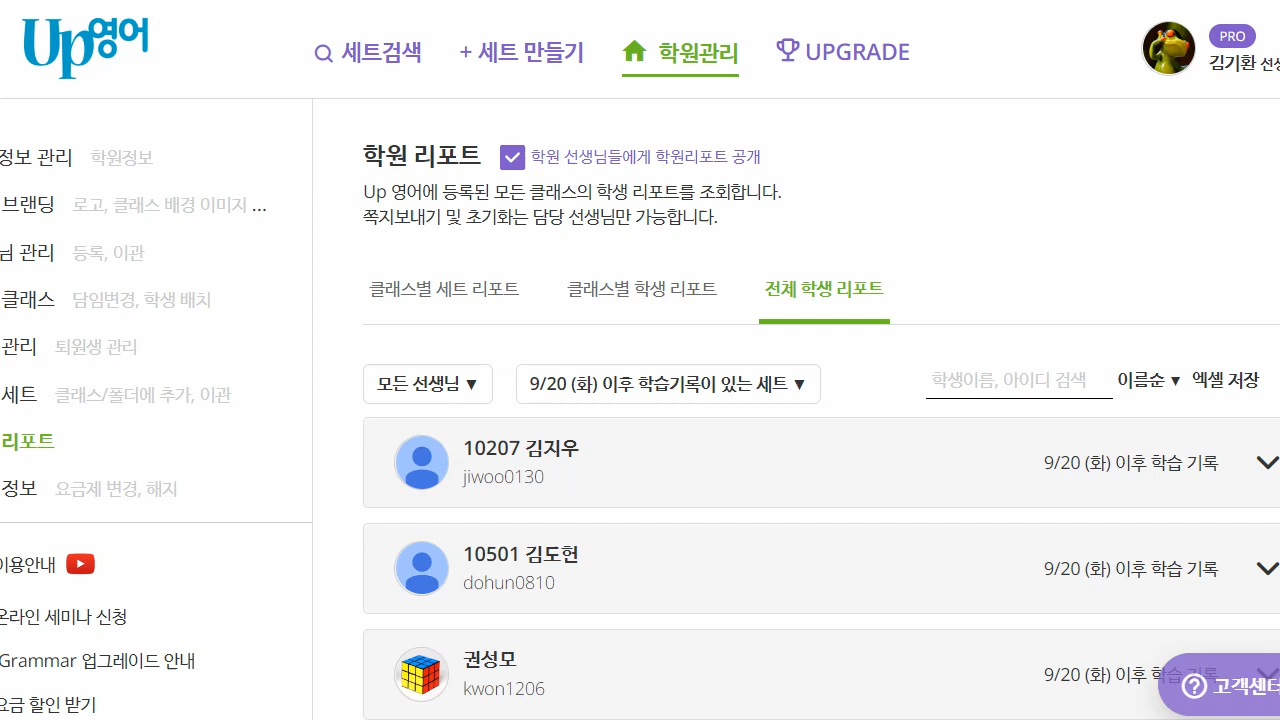 Up영어
세트검색
+ 세트 만들기
학원관리
UPGRADE
PRO
김기환 선생
정보 관리 학원정보
브랜딩 로고, 클래스 배경 이미지 ...
님 관리 등록, 이관
클래스 담임변경, 학생 배치
관리 퇴원생 관리
세트 클래스/폴더에 추가, 이관
리포트
정보 요금제 변경, 해지
이용안내
온라인 세미나 신청
Grammar 업그레이드 안내
요금 할인 받기
학원 리포트
학원 선생님들에게 학원리포트 공개
Up 영어에 등록된 모든 클래스의 학생 리포트를 조회합니다.
쪽지보내기 및 초기화는 담당 선생님만 가능합니다.
클래스별 세트 리포트
클래스별 학생 리포트
전체 학생 리포트
모든 선생님 ▼
9/20 (화) 이후 학습기록이 있는 세트 ▼
학생이름, 아이디 검색
이름순 ▼
엑셀 저장
10207 김지우
jiwoo0130
9/20 (화) 이후 학습 기록
10501 김도헌
dohun0810
9/20 (화) 이후 학습 기록
권성모
kwon1206
9/20 (화) 이후 학습 기록
고객센터